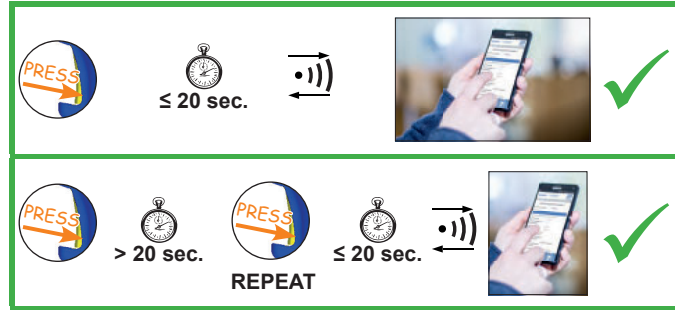 PRESS
≤ 20 sec.
PRESS
> 20 sec.
PRESS
REPEAT
≤ 20 sec.